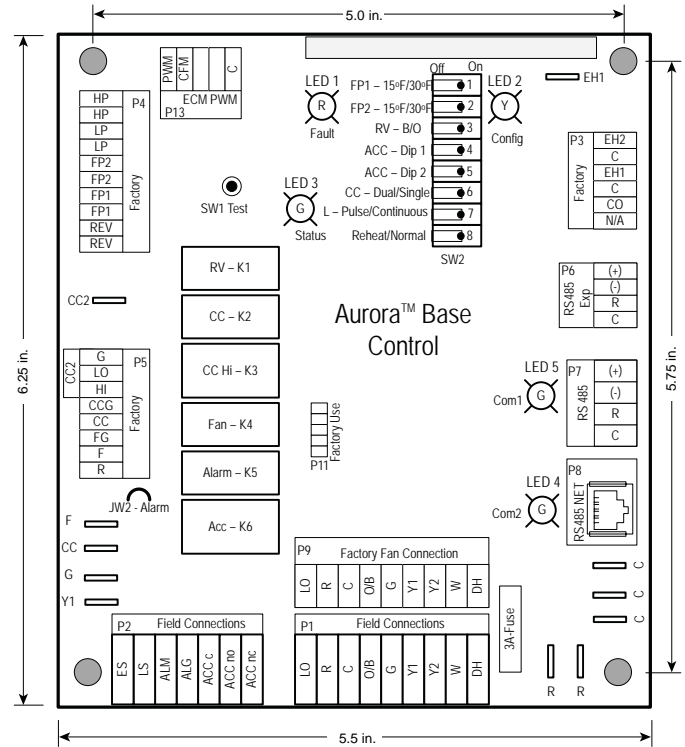 5.0 in.
6.25 in.
5.75 in.
5.5 in.
PWM
CFM
C
P13
ECM PWM
LED 1
R
Fault
Off
On
FP1 – 15ºF/30ºF
1
FP2 – 15ºF/30ºF
2
RV – B/O
3
ACC – Dip 1
4
ACC – Dip 2
5
CC – Dual/Single
6
L – Pulse/Continuous
7
Reheat/Normal
8
SW2
LED 2
Y
Config
EH1
P4
Factory
HP
HP
LP
LP
FP2
FP2
FP1
FP1
REV
REV
SW1 Test
LED 3
G
Status
P3
Factory
EH2
C
EH1
C
CO
N/A
RV – K1
CC – K2
CC Hi – K3
Fan – K4
Alarm – K5
Acc – K6
Aurora™ Base
Control
P6
RS485
Exp
(+)
(-)
R
C
CC2
CC2
P5
Factory
G
LO
HI
CCG
CC
FG
F
R
LED 5
Com1
G
P7
RS 485
(+)
(-)
R
C
P11
Factory Use
JW2 - Alarm
LED 4
Com2
G
P8
RS485 NET
F
CC
G
Y1
P9
Factory Fan Connection
LO
R
C
O/B
G
Y1
Y2
W
DH
C
C
C
P2
Field Connections
ES
LS
ALM
ALG
ACC c
ACC no
ACC nc
P1
Field Connections
LO
R
C
O/B
G
Y1
Y2
W
DH
3A-Fuse
R
R